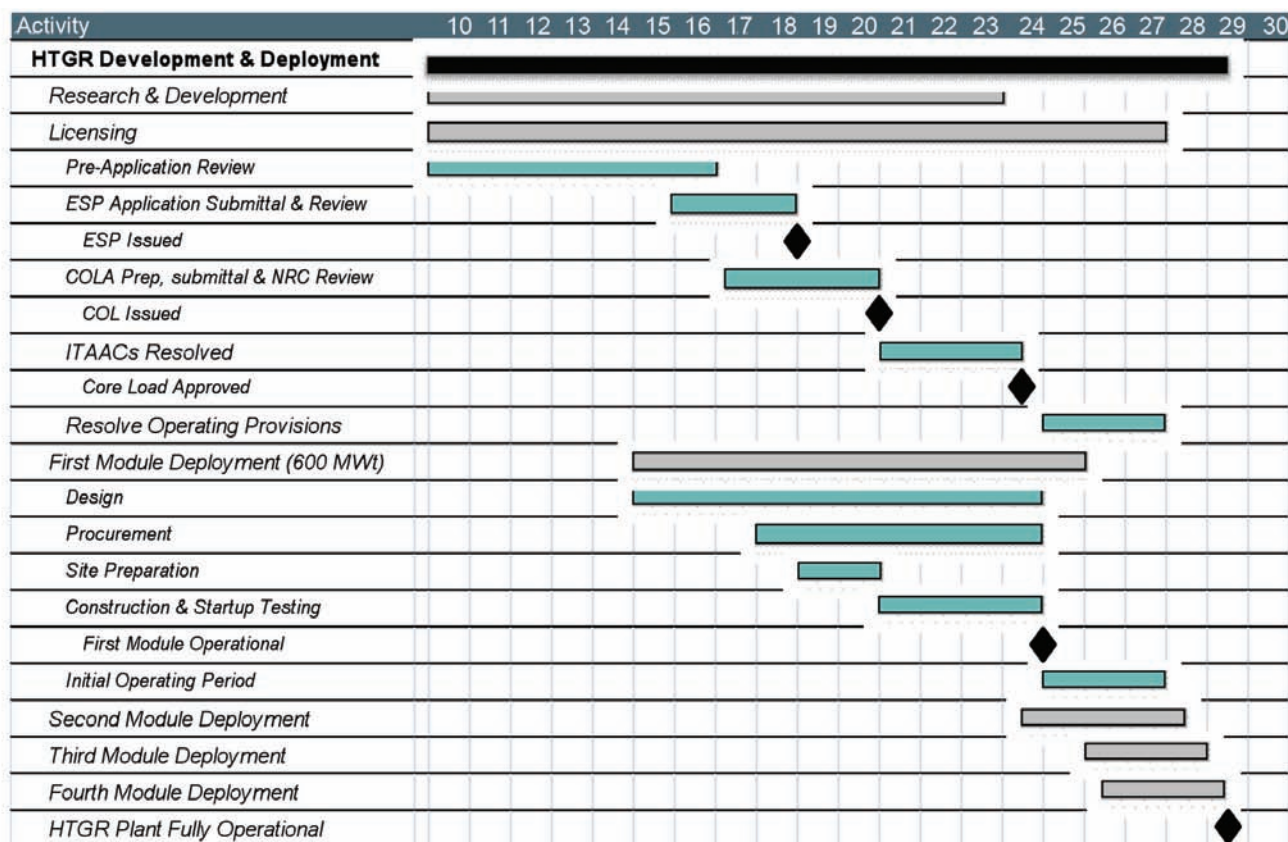 Activity 10 11 12 13 14 15 16 17 18 19 20 21 22 23 24 25 26 27 28 29 30
HTGR Development & Deployment
Research & Development
Licensing
Pre-Application Review
ESP Application Submittal & Review
ESP Issued
COLA Prep, submittal & NRC Review
COL Issued
ITAACs Resolved
Core Load Approved
Resolve Operating Provisions
First Module Deployment (600 MWt)
Design
Procurement
Site Preparation
Construction & Startup Testing
First Module Operational
Initial Operating Period
Second Module Deployment
Third Module Deployment
Fourth Module Deployment
HTGR Plant Fully Operational